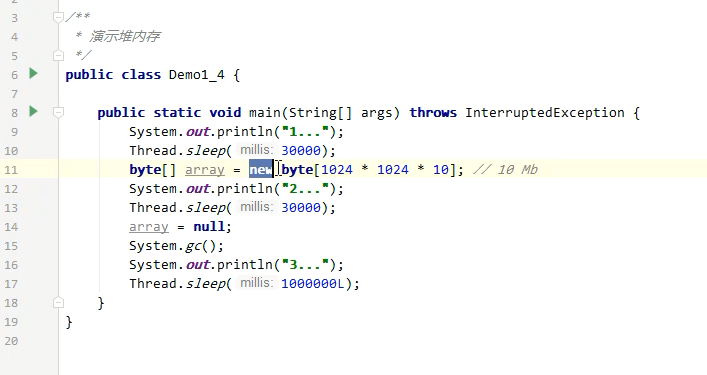 3 /**
4  * 演示堆内存
5  */
6 public class Demo1_4 {
7
8     public static void main(String[] args) throws InterruptedException {
9         System.out.println("1...");
10         Thread.sleep( millis: 30000);
11         byte[] array = new byte[1024 * 1024 * 10]; // 10 Mb
12         System.out.println("2...");
13         Thread.sleep( millis: 30000);
14         array = null;
15         System.gc();
16         System.out.println("3...");
17         Thread.sleep( millis: 1000000L);
18     }
19 }
20